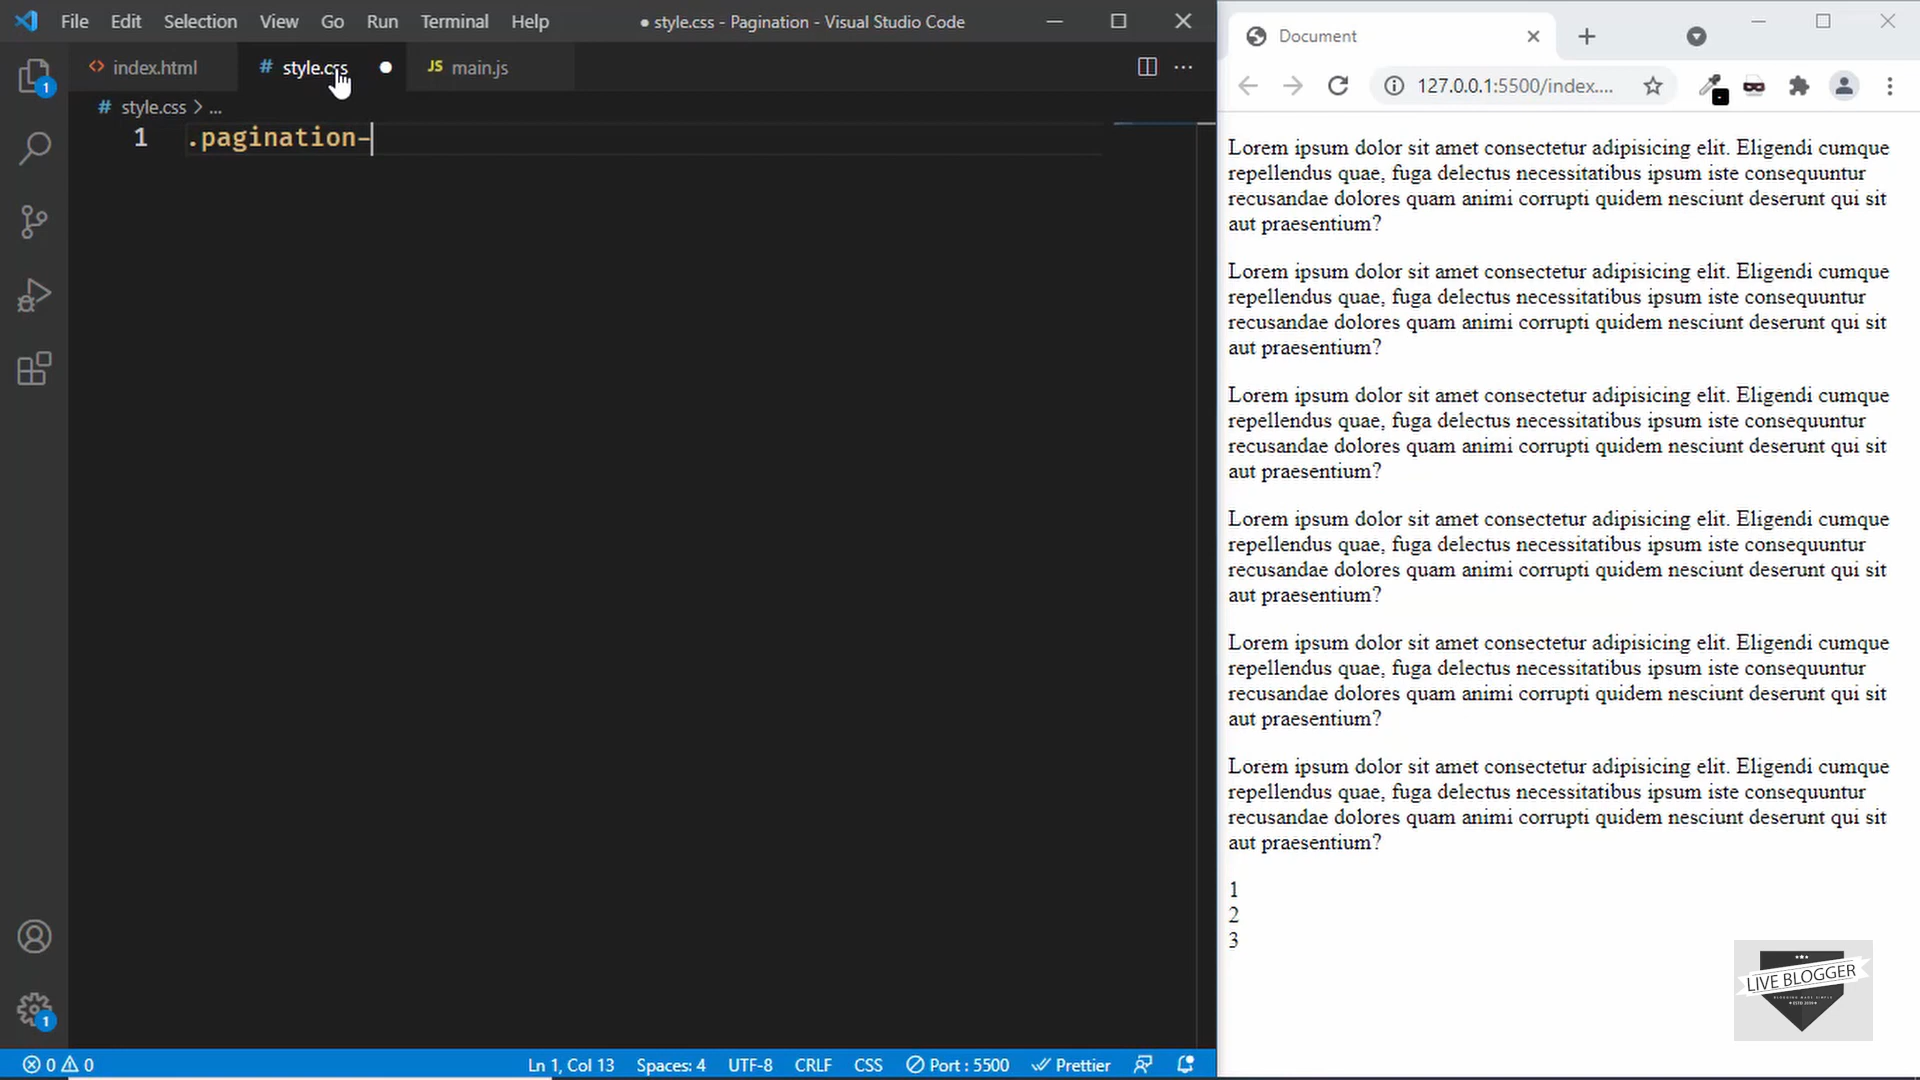 File Edit Selection View Go Run Terminal Help ● style.css - Pagination - Visual Studio Code
index.html # style.css ● JS main.js
# style.css > ...
1 .pagination-
1
1
⊗ 0 ⚠ 0 Ln 1, Col 13 Spaces: 4 UTF-8 CRLF CSS Port : 5500 Prettier
Document
127.0.0.1:5500/index....
Lorem ipsum dolor sit amet consectetur adipisicing elit. Eligendi cumque
repellendus quae, fuga delectus necessitatibus ipsum iste consequuntur
recusandae dolores quam animi corrupti quidem nesciunt deserunt qui sit
aut praesentium?
Lorem ipsum dolor sit amet consectetur adipisicing elit. Eligendi cumque
repellendus quae, fuga delectus necessitatibus ipsum iste consequuntur
recusandae dolores quam animi corrupti quidem nesciunt deserunt qui sit
aut praesentium?
Lorem ipsum dolor sit amet consectetur adipisicing elit. Eligendi cumque
repellendus quae, fuga delectus necessitatibus ipsum iste consequuntur
recusandae dolores quam animi corrupti quidem nesciunt deserunt qui sit
aut praesentium?
Lorem ipsum dolor sit amet consectetur adipisicing elit. Eligendi cumque
repellendus quae, fuga delectus necessitatibus ipsum iste consequuntur
recusandae dolores quam animi corrupti quidem nesciunt deserunt qui sit
aut praesentium?
Lorem ipsum dolor sit amet consectetur adipisicing elit. Eligendi cumque
repellendus quae, fuga delectus necessitatibus ipsum iste consequuntur
recusandae dolores quam animi corrupti quidem nesciunt deserunt qui sit
aut praesentium?
Lorem ipsum dolor sit amet consectetur adipisicing elit. Eligendi cumque
repellendus quae, fuga delectus necessitatibus ipsum iste consequuntur
recusandae dolores quam animi corrupti quidem nesciunt deserunt qui sit
aut praesentium?
1
2
3
LIVE BLOGGER